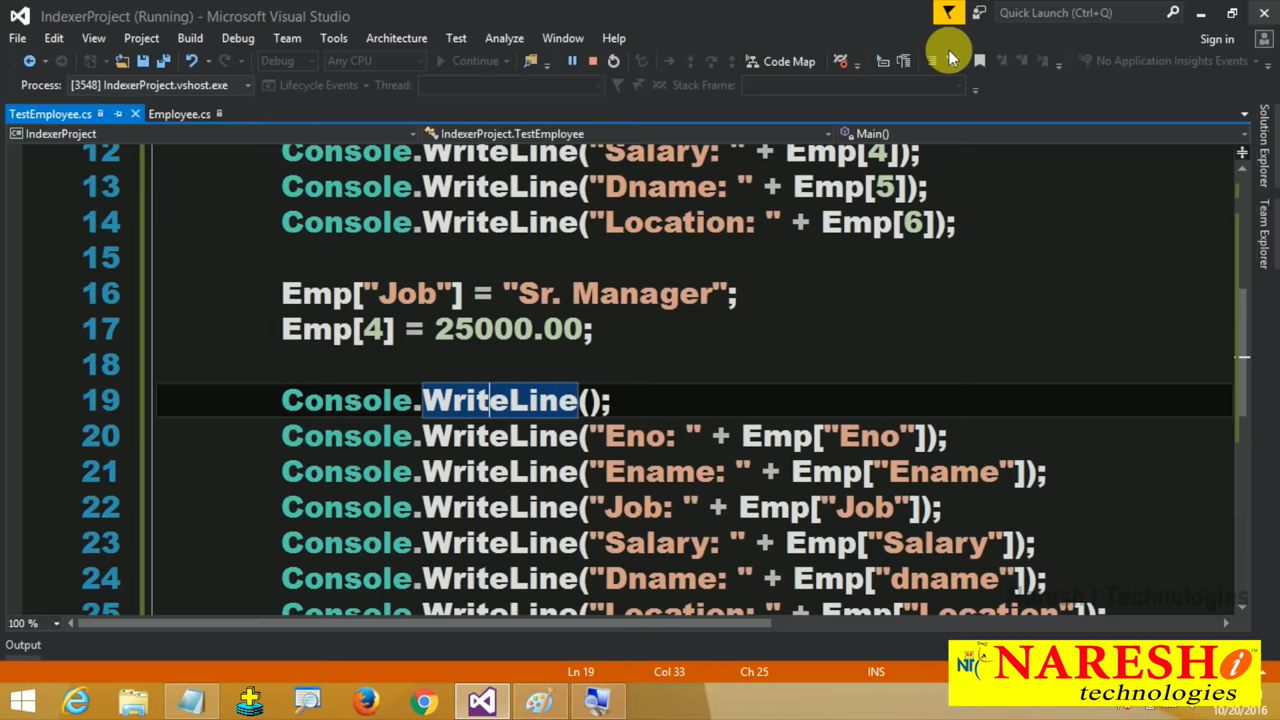 IndexerProject (Running) - Microsoft Visual Studio
Quick Launch (Ctrl+Q)
File Edit View Project Build Debug Team Tools Architecture Test Analyze Window Help
Sign in
Debug Any CPU Continue Code Map No Application Insights Events
Process: [3548] IndexerProject.vshost.exe Lifecycle Events Thread: Stack Frame:
TestEmployee.cs Employee.cs
IndexerProject IndexerProject.TestEmployee Main()
Solution Explorer
Team Explorer
12 Console.WriteLine("Salary: " + Emp[4]);
13 Console.WriteLine("Dname: " + Emp[5]);
14 Console.WriteLine("Location: " + Emp[6]);
15
16 Emp["Job"] = "Sr. Manager";
17 Emp[4] = 25000.00;
18
19 Console.WriteLine();
20 Console.WriteLine("Eno: " + Emp["Eno"]);
21 Console.WriteLine("Ename: " + Emp["Ename"]);
22 Console.WriteLine("Job: " + Emp["Job"]);
23 Console.WriteLine("Salary: " + Emp["Salary"]);
24 Console.WriteLine("Dname: " + Emp["dname"]);
25 Console.WriteLine("Location: " + Emp["Location"]);
100 %
Output
Ln 19 Col 33 Ch 25 INS
NARESH i
technologies
10/20/2016